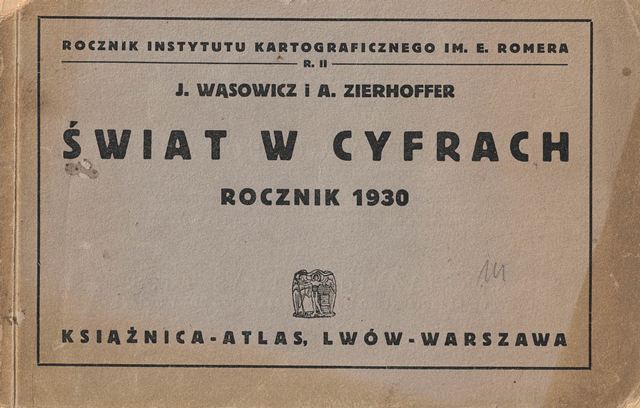 ROCZNIK INSTYTUTU KARTOGRAFICZNEGO IM. E. ROMERA
R. II
J. WĄSOWICZ i A. ZIERHOFFER
ŚWIAT W CYFRACH
ROCZNIK 1930
KSIĄŻNICA-ATLAS, LWÓW-WARSZAWA